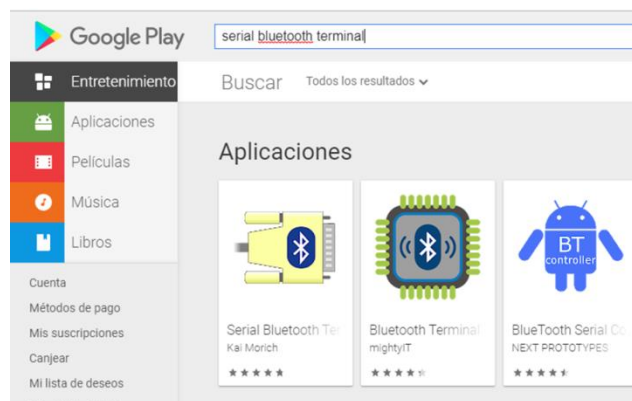 Google Play
serial bluetooth terminal
Entretenimiento
Buscar
Todos los resultados
Aplicaciones
Películas
Música
Libros
Cuenta
Métodos de pago
Mis suscripciones
Canjear
Mi lista de deseos
Aplicaciones
Serial Bluetooth Te
Kai Morich
Bluetooth Terminal
mightyIT
BT
controller
BlueTooth Serial Co
NEXT PROTOTYPES